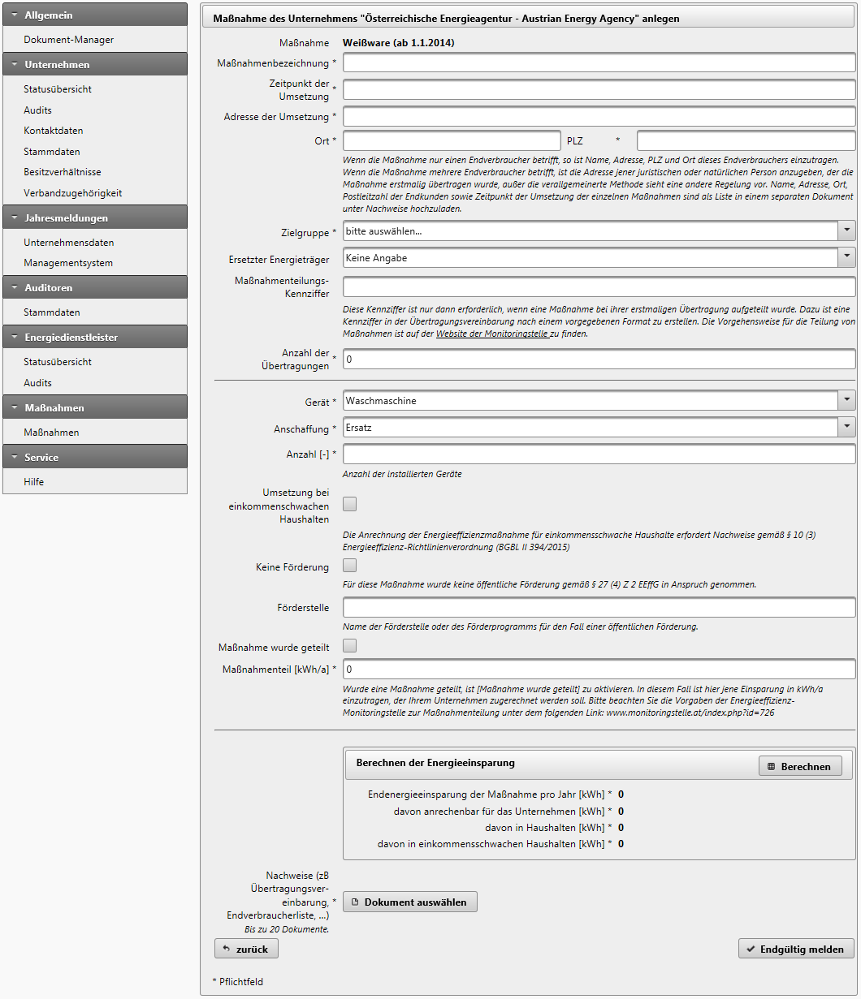 Allgemein
Dokument-Manager
Unternehmen
Statusübersicht
Audits
Kontaktdaten
Stammdaten
Besitzverhältnisse
Verbandzugehörigkeit
Jahresmeldungen
Unternehmensdaten
Managementsystem
Auditoren
Stammdaten
Energiedienstleister
Statusübersicht
Audits
Maßnahmen
Maßnahmen
Service
Hilfe
Maßnahme des Unternehmens "Österreichische Energieagentur - Austrian Energy Agency" anlegen
Maßnahme Weißware (ab 1.1.2014)
Maßnahmenbezeichnung *
Zeitpunkt der
Umsetzung *
Adresse der Umsetzung *
Ort * PLZ *
Wenn die Maßnahme nur einen Endverbraucher betrifft, so ist Name, Adresse, PLZ und Ort dieses Endverbrauchers einzutragen.
Wenn die Maßnahme mehrere Endverbraucher betrifft, ist die Adresse jener juristischen oder natürlichen Person anzugeben, der die
Maßnahme erstmalig übertragen wurde, außer die verallgemeinerte Methode sieht eine andere Regelung vor. Name, Adresse, Ort,
Postleitzahl der Endkunden sowie Zeitpunkt der Umsetzung der einzelnen Maßnahmen sind als Liste in einem separaten Dokument
unter Nachweise hochzuladen.
Zielgruppe * bitte auswählen...
Ersetzter Energieträger Keine Angabe
Maßnahmenteilungs-
Kennziffer
Diese Kennziffer ist nur dann erforderlich, wenn eine Maßnahme bei ihrer erstmaligen Übertragung aufgeteilt wurde. Dazu ist eine
Kennziffer in der Übertragungsvereinbarung nach einem vorgegebenen Format zu erstellen. Die Vorgehensweise für die Teilung von
Maßnahmen ist auf der Website der Monitoringstelle zu finden.
Anzahl der
Übertragungen * 0
Gerät * Waschmaschine
Anschaffung * Ersatz
Anzahl [-] *
Anzahl der installierten Geräte
Umsetzung bei
einkommenschwachen
Haushalten
Die Anrechnung der Energieeffizienzmaßnahme für einkommensschwache Haushalte erfordert Nachweise gemäß § 10 (3)
Energieeffizienz-Richtlinienverordnung (BGBl. II 394/2015)
Keine Förderung
Für diese Maßnahme wurde keine öffentliche Förderung gemäß § 27 (4) Z 2 EEffG in Anspruch genommen.
Förderstelle
Name der Förderstelle oder des Förderprogramms für den Fall einer öffentlichen Förderung.
Maßnahme wurde geteilt
Maßnahmenteil [kWh/a] * 0
Wurde eine Maßnahme geteilt, ist [Maßnahme wurde geteilt] zu aktivieren. In diesem Fall ist hier jene Einsparung in kWh/a
einzutragen, der Ihrem Unternehmen zugerechnet werden soll. Bitte beachten Sie die Vorgaben der Energieeffizienz-
Monitoringstelle zur Maßnahmenteilung unter dem folgenden Link: www.monitoringstelle.at/index.php?id=726
Berechnen der Energieeinsparung Berechnen
Endenergieeinsparung der Maßnahme pro Jahr [kWh] * 0
davon anrechenbar für das Unternehmen [kWh] * 0
davon in Haushalten [kWh] * 0
davon in einkommensschwachen Haushalten [kWh] * 0
Nachweise (zB
Übertragungsver-
einbarung, * Dokument auswählen
Endverbraucherliste, ...)
Bis zu 20 Dokumente.
zurück Endgültig melden
* Pflichtfeld